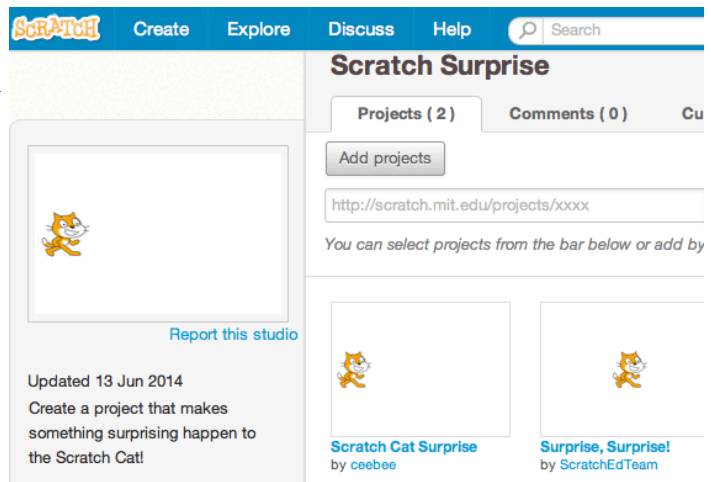 SCRATCH Create Explore Discuss Help Search
Scratch Surprise
Projects ( 2 ) Comments ( 0 ) Cu
Add projects
http://scratch.mit.edu/projects/xxxx
You can select projects from the bar below or add by
Report this studio
Updated 13 Jun 2014
Create a project that makes
something surprising happen to
the Scratch Cat!
Scratch Cat Surprise
by ceebee
Surprise, Surprise!
by ScratchEdTeam